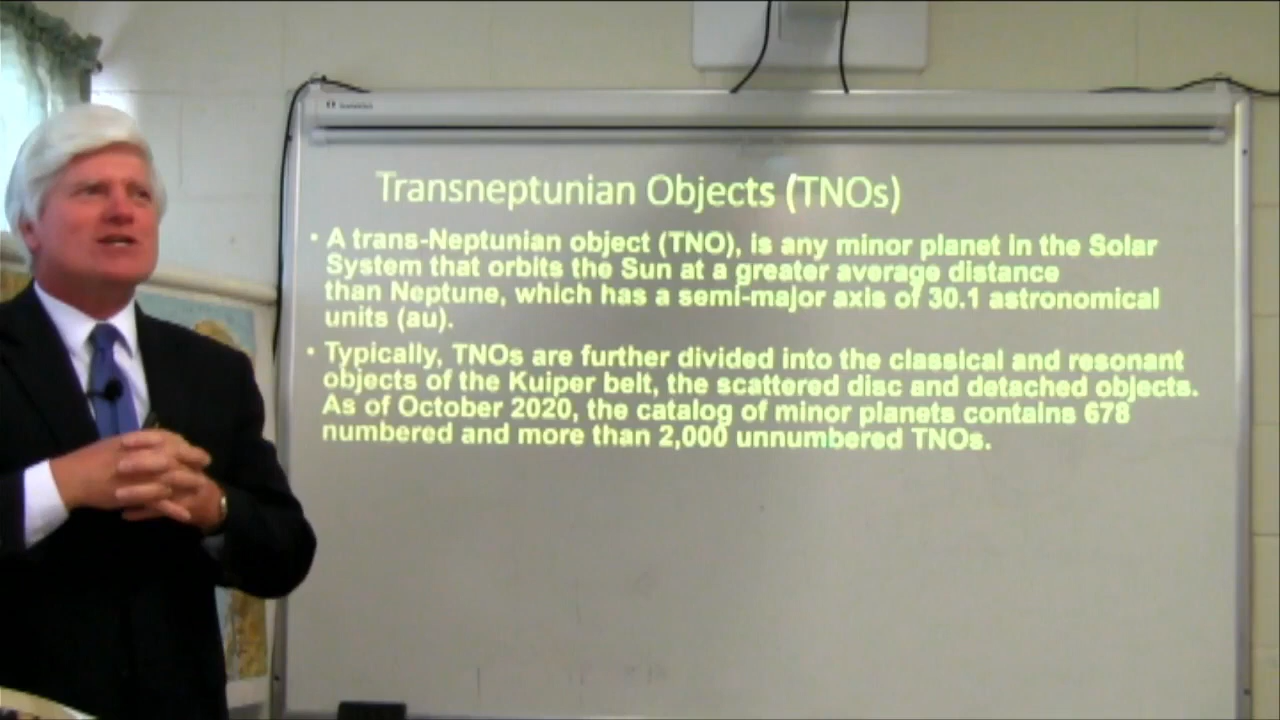 Transneptunian Objects (TNOs)
• A trans-Neptunian object (TNO), is any minor planet in the Solar
System that orbits the Sun at a greater average distance
than Neptune, which has a semi-major axis of 30.1 astronomical
units (au).
• Typically, TNOs are further divided into the classical and resonant
objects of the Kuiper belt, the scattered disc and detached objects.
As of October 2020, the catalog of minor planets contains 678
numbered and more than 2,000 unnumbered TNOs.